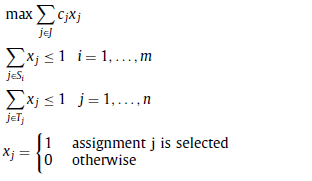 max ∑_{j∈J} c_j x_j
∑_{j∈S_i} x_j ≤ 1 i = 1, . . . , m
∑_{j∈T_j} x_j ≤ 1 j = 1, . . . , n
x_j = { 1 assignment j is selected
0 otherwise